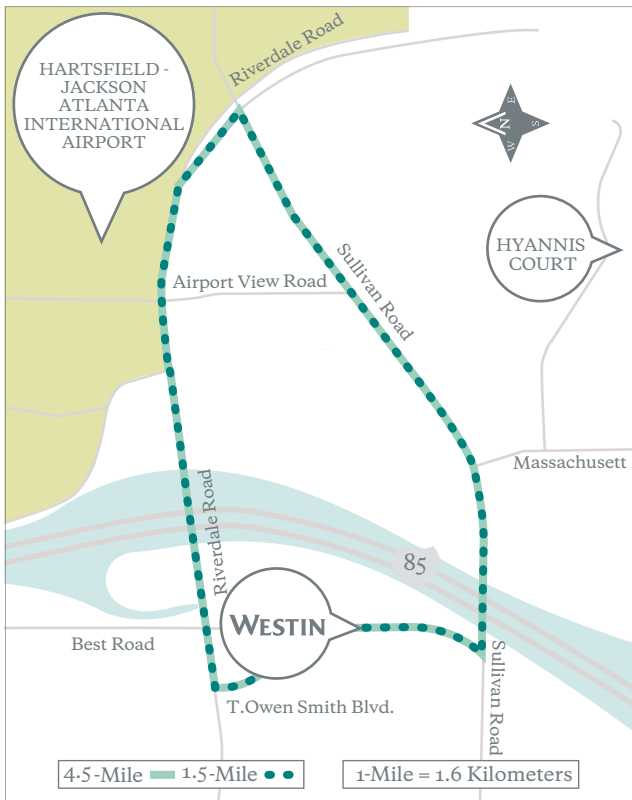 Riverdale Road
HARTSFIELD -
JACKSON
ATLANTA
INTERNATIONAL
AIRPORT
E
N
S
W
HYANNIS
COURT
Sullivan Road
Airport View Road
Massachusett
Riverdale Road
85
WESTIN
Best Road
Sullivan Road
T.Owen Smith Blvd.
4.5-Mile 1.5-Mile
1-Mile = 1.6 Kilometers